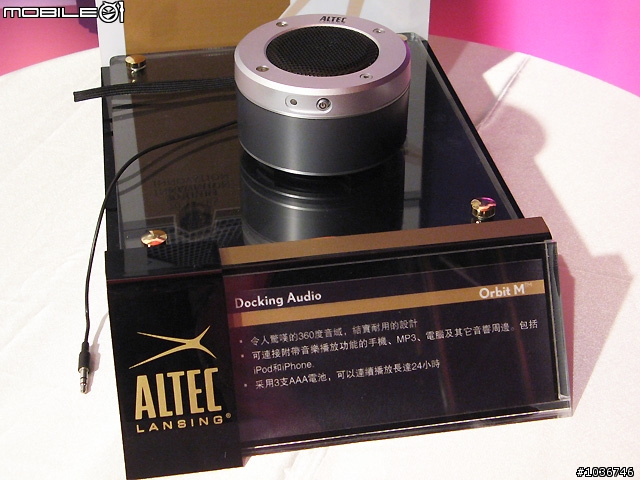 MOBILE01
ALTEC
Docking Audio
Orbit M™
• 令人驚嘆的360度音域，結實耐用的設計
• 可連接附帶音樂播放功能的手機、MP3、電腦及其它音響周邊。包括
iPod和iPhone。
• 采用3支AAA電池，可以連續播放長達24小時
ALTEC
LANSING®
#1036746